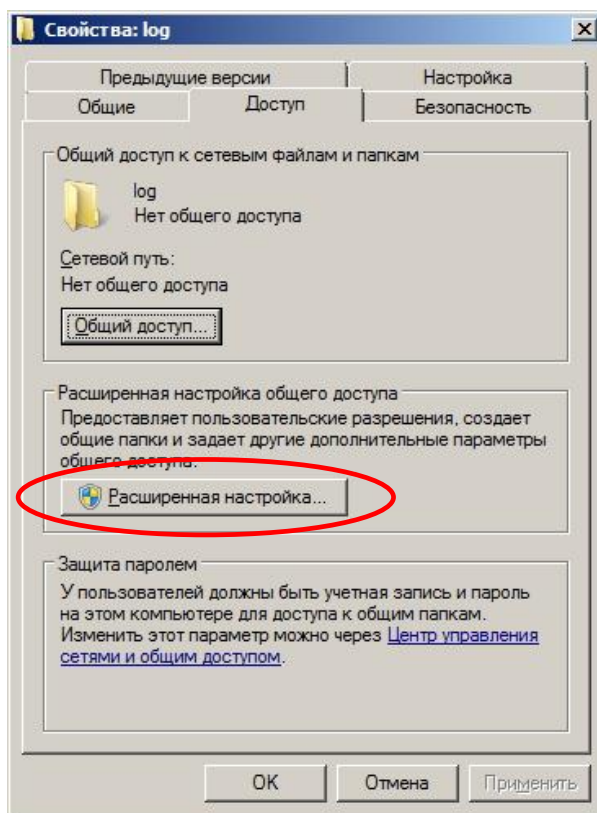 Свойства: log
Предыдущие версии
Настройка
Общие
Доступ
Безопасность
Общий доступ к сетевым файлам и папкам
log
Нет общего доступа
Сетевой путь:
Нет общего доступа
Общий доступ...
Расширенная настройка общего доступа
Предоставляет пользовательские разрешения, создает
общие папки и задает другие дополнительные параметры
общего доступа.
Расширенная настройка...
Защита паролем
У пользователей должны быть учетная запись и пароль
на этом компьютере для доступа к общим папкам.
Изменить этот параметр можно через Центр управления
сетями и общим доступом.
ОК
Отмена
Применить